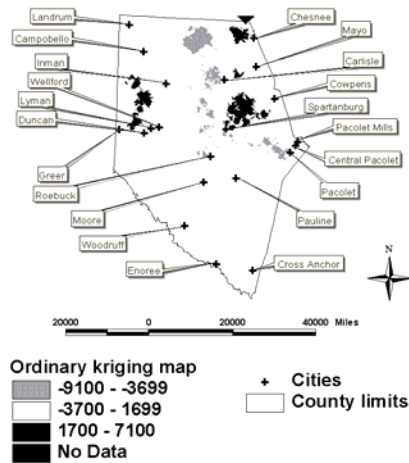 Landrum
Campobello
Inman
Wellford
Lyman
Duncan
Greer
Roebuck
Moore
Woodruff
Enoree
Chesnee
Mayo
Carlisle
Cowpens
Spartanburg
Pacolet Mills
Central Pacolet
Pacolet
Pauline
Cross Anchor
N
20000 0 20000 40000 Miles
Ordinary kriging map
-9100 - -3699
-3700 - 1699
1700 - 7100
No Data
Cities
County limits